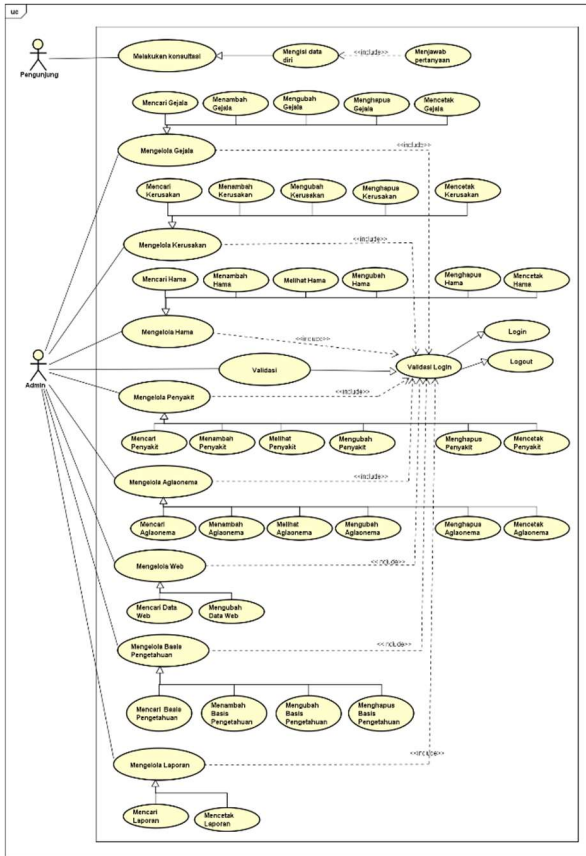 uc
Melakukan konsultasi
Mengisi data
diri
<<include>>
Menjawab
pertanyaan
Pengunjung
Mencari Gejala
Menambah
Gejala
Mengubah
Gejala
Menghapus
Gejala
Mencetak
Gejala
Mengelola Gejala
<<include>>
Mencari
Kerusakan
Menambah
Kerusakan
Mengubah
Kerusakan
Menghapus
Kerusakan
Mencetak
Kerusakan
Mengelola Kerusakan
<<include>>
Mencari Hama
Menambah
Hama
Melihat Hama
Mengubah
Hama
Menghapus
Hama
Mencetak
Hama
Mengelola Hama
<<include>>
Login
Validasi
Validasi Login
Logout
Admin
Mengelola Penyakit
<<include>>
Mencari
Penyakit
Menambah
Penyakit
Melihat
Penyakit
Mengubah
Penyakit
Menghapus
Penyakit
Mencetak
Penyakit
Mengelola Aglaonema
<<include>>
Mencari
Aglaonema
Menambah
Aglaonema
Melihat
Aglaonema
Mengubah
Aglaonema
Menghapus
Aglaonema
Mencetak
Aglaonema
Mengelola Web
<<include>>
Mencari Data
Web
Mengubah
Data Web
Mengelola Basis
Pengetahuan
<<include>>
Mencari Basis
Pengetahuan
Menambah
Basis
Pengetahuan
Mengubah
Basis
Pengetahuan
Menghapus
Basis
Pengetahuan
Mengelola Laporan
<<include>>
Mencari
Laporan
Mencetak
Laporan